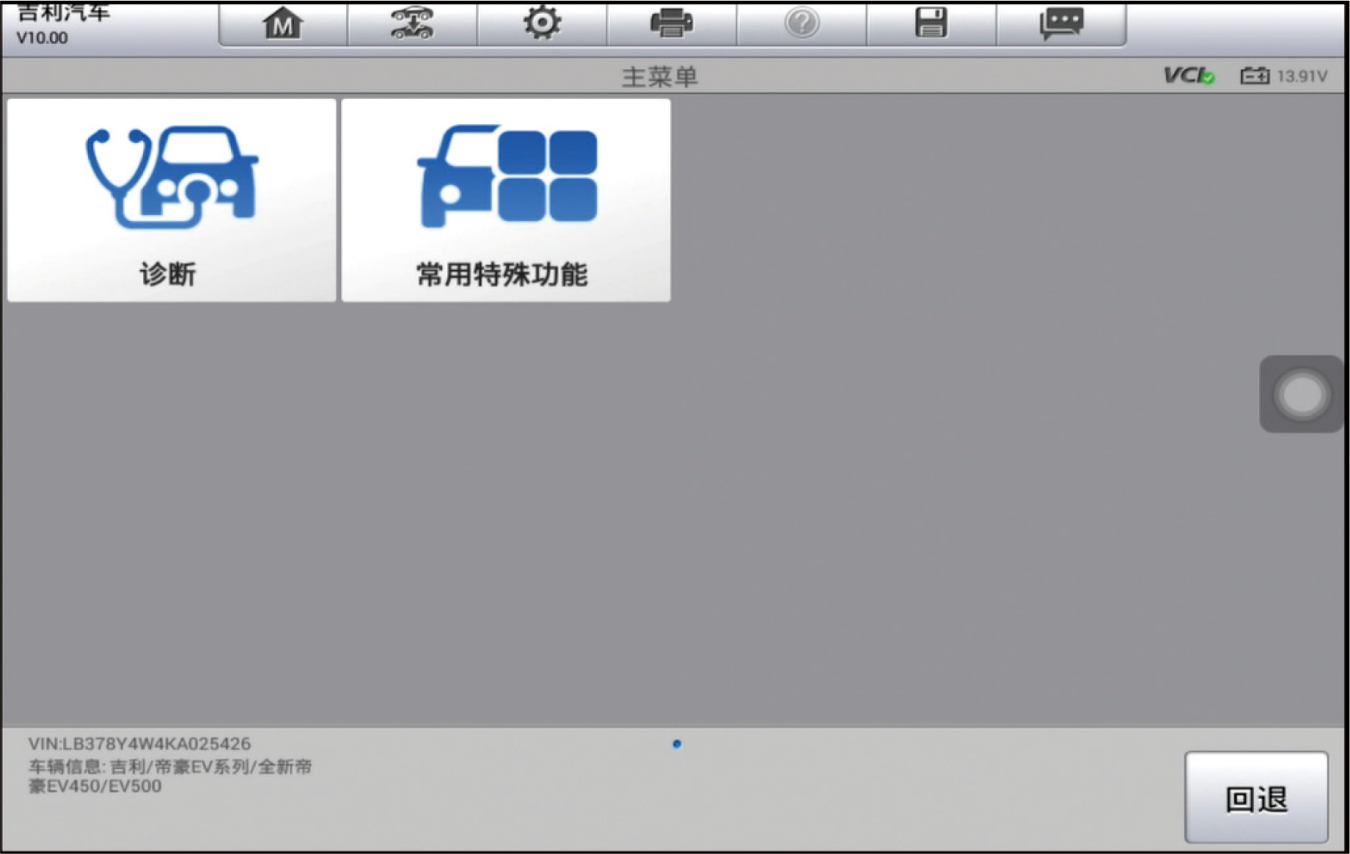 吉利汽车
V10.00
M
?
主菜单
VCI
13.91V
诊断
常用特殊功能
VIN:LB378Y4W4KA025426
车辆信息:吉利/帝豪EV系列/全新帝
豪EV450/EV500
回退